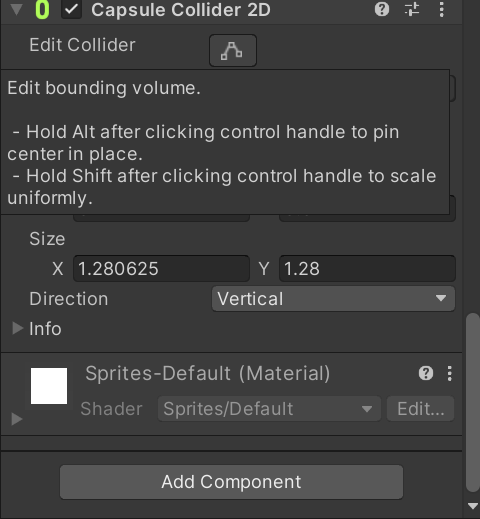 Capsule Collider 2D
Edit Collider
Edit bounding volume.
- Hold Alt after clicking control handle to pin
center in place.
- Hold Shift after clicking control handle to scale
uniformly.
Size
X 1.280625 Y 1.28
Direction Vertical
Info
Sprites-Default (Material)
Shader Sprites/Default Edit...
Add Component